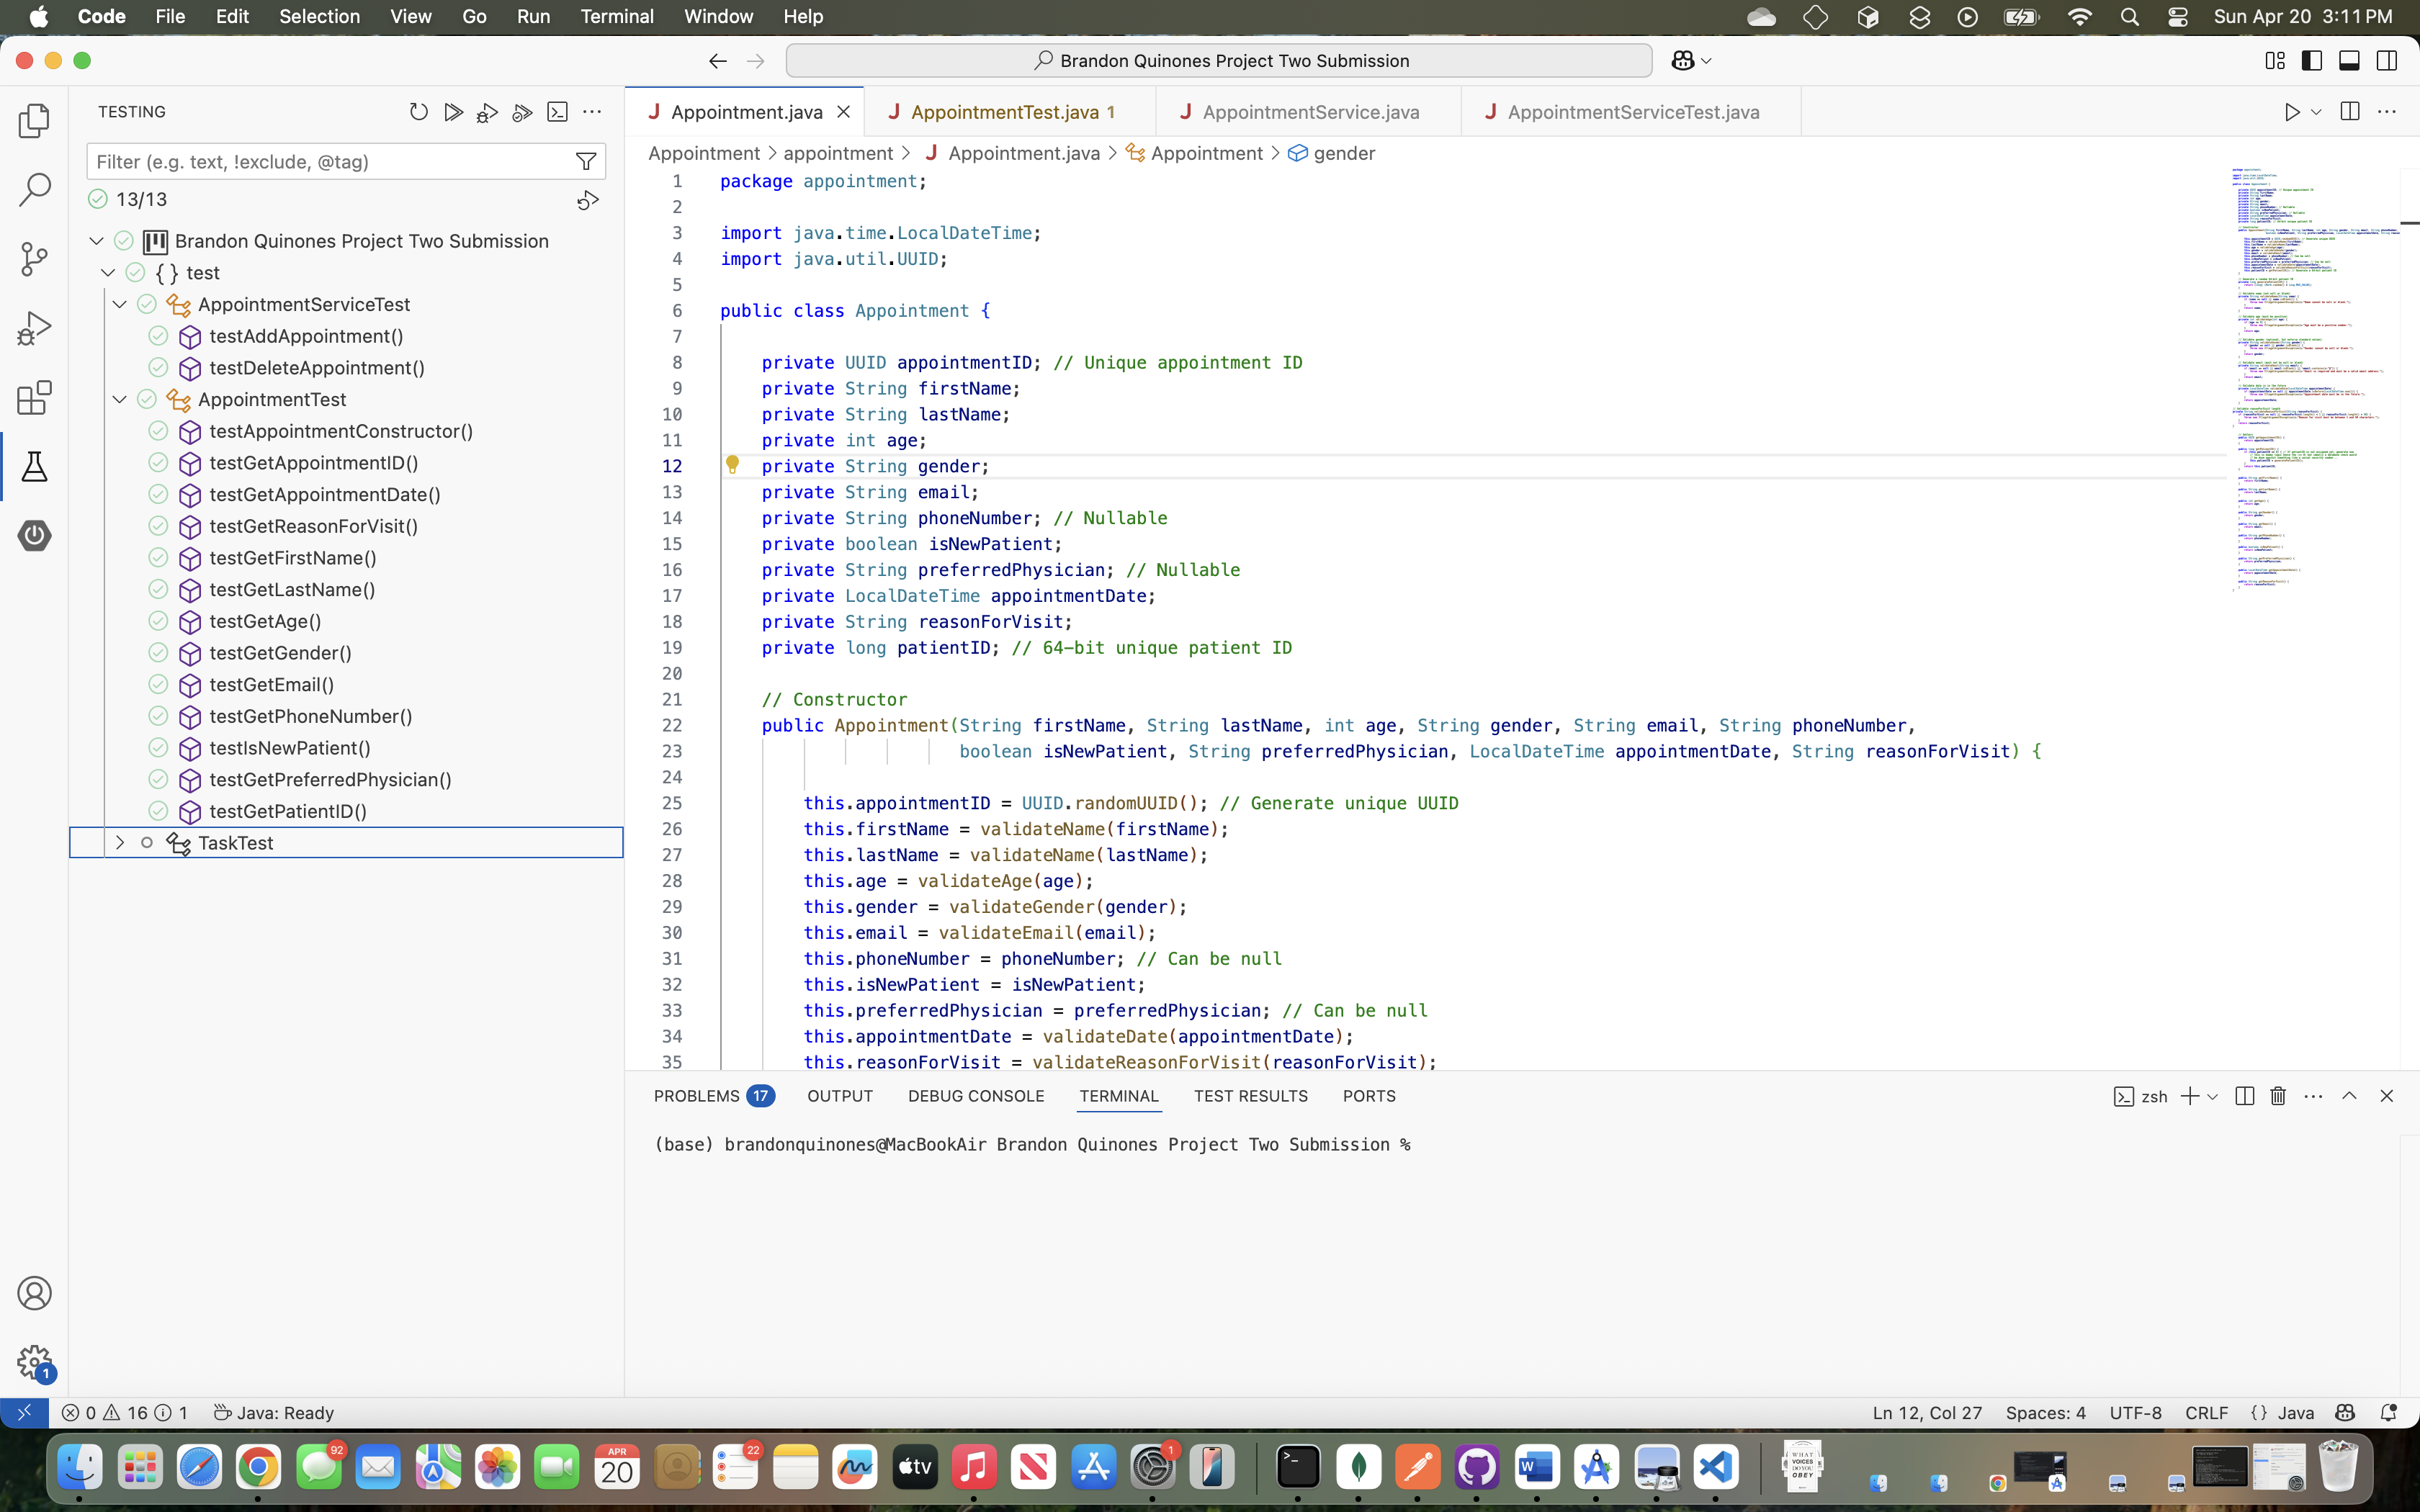 Code File Edit Selection View Go Run Terminal Window Help Sun Apr 20 3:11 PM
Brandon Quinones Project Two Submission
TESTING
Appointment.java AppointmentTest.java 1 AppointmentService.java AppointmentServiceTest.java
Filter (e.g. text, !exclude, @tag)
13/13
Brandon Quinones Project Two Submission
{ } test
AppointmentServiceTest
testAddAppointment()
testDeleteAppointment()
AppointmentTest
testAppointmentConstructor()
testGetAppointmentID()
testGetAppointmentDate()
testGetReasonForVisit()
testGetFirstName()
testGetLastName()
testGetAge()
testGetGender()
testGetEmail()
testGetPhoneNumber()
testIsNewPatient()
testGetPreferredPhysician()
testGetPatientID()
TaskTest
Appointment > appointment > J Appointment.java > Appointment > gender
1 package appointment;
2
3 import java.time.LocalDateTime;
4 import java.util.UUID;
5
6 public class Appointment {
7
8 private UUID appointmentID; // Unique appointment ID
9 private String firstName;
10 private String lastName;
11 private int age;
12 private String gender;
13 private String email;
14 private String phoneNumber; // Nullable
15 private boolean isNewPatient;
16 private String preferredPhysician; // Nullable
17 private LocalDateTime appointmentDate;
18 private String reasonForVisit;
19 private long patientID; // 64-bit unique patient ID
20
21 // Constructor
22 public Appointment(String firstName, String lastName, int age, String gender, String email, String phoneNumber,
23 boolean isNewPatient, String preferredPhysician, LocalDateTime appointmentDate, String reasonForVisit) {
24
25 this.appointmentID = UUID.randomUUID(); // Generate unique UUID
26 this.firstName = validateName(firstName);
27 this.lastName = validateName(lastName);
28 this.age = validateAge(age);
29 this.gender = validateGender(gender);
30 this.email = validateEmail(email);
31 this.phoneNumber = phoneNumber; // Can be null
32 this.isNewPatient = isNewPatient;
33 this.preferredPhysician = preferredPhysician; // Can be null
34 this.appointmentDate = validateDate(appointmentDate);
35 this.reasonForVisit = validateReasonForVisit(reasonForVisit);
PROBLEMS 17 OUTPUT DEBUG CONSOLE TERMINAL TEST RESULTS PORTS
zsh
(base) brandonquinones@MacBookAir Brandon Quinones Project Two Submission %
1
0 16 1 Java: Ready
Ln 12, Col 27 Spaces: 4 UTF-8 CRLF { } Java
92 APR 20 22 tv 1
WHAT VOICES DO YOU OBEY